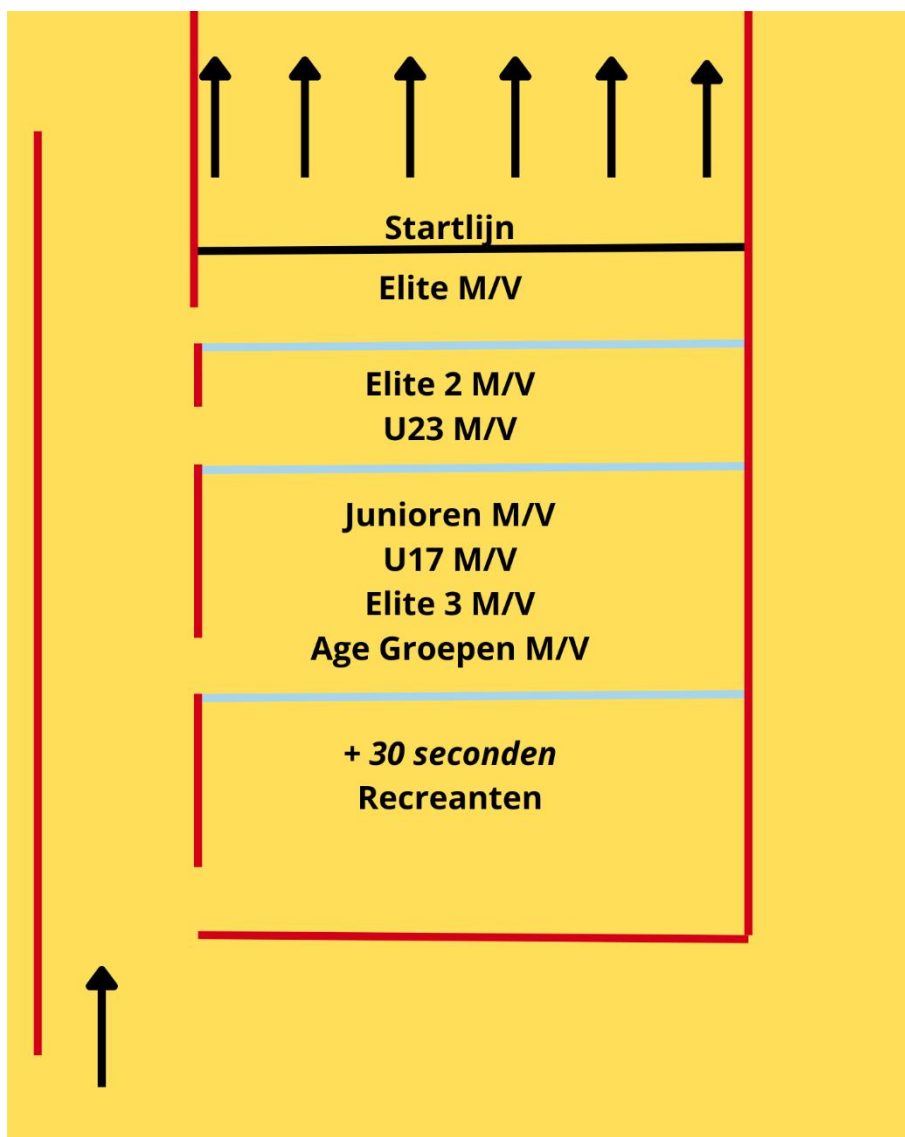 Startlijn
Elite M/V
Elite 2 M/V
U23 M/V
Junioren M/V
U17 M/V
Elite 3 M/V
Age Groepen M/V
+ 30 seconden
Recreanten